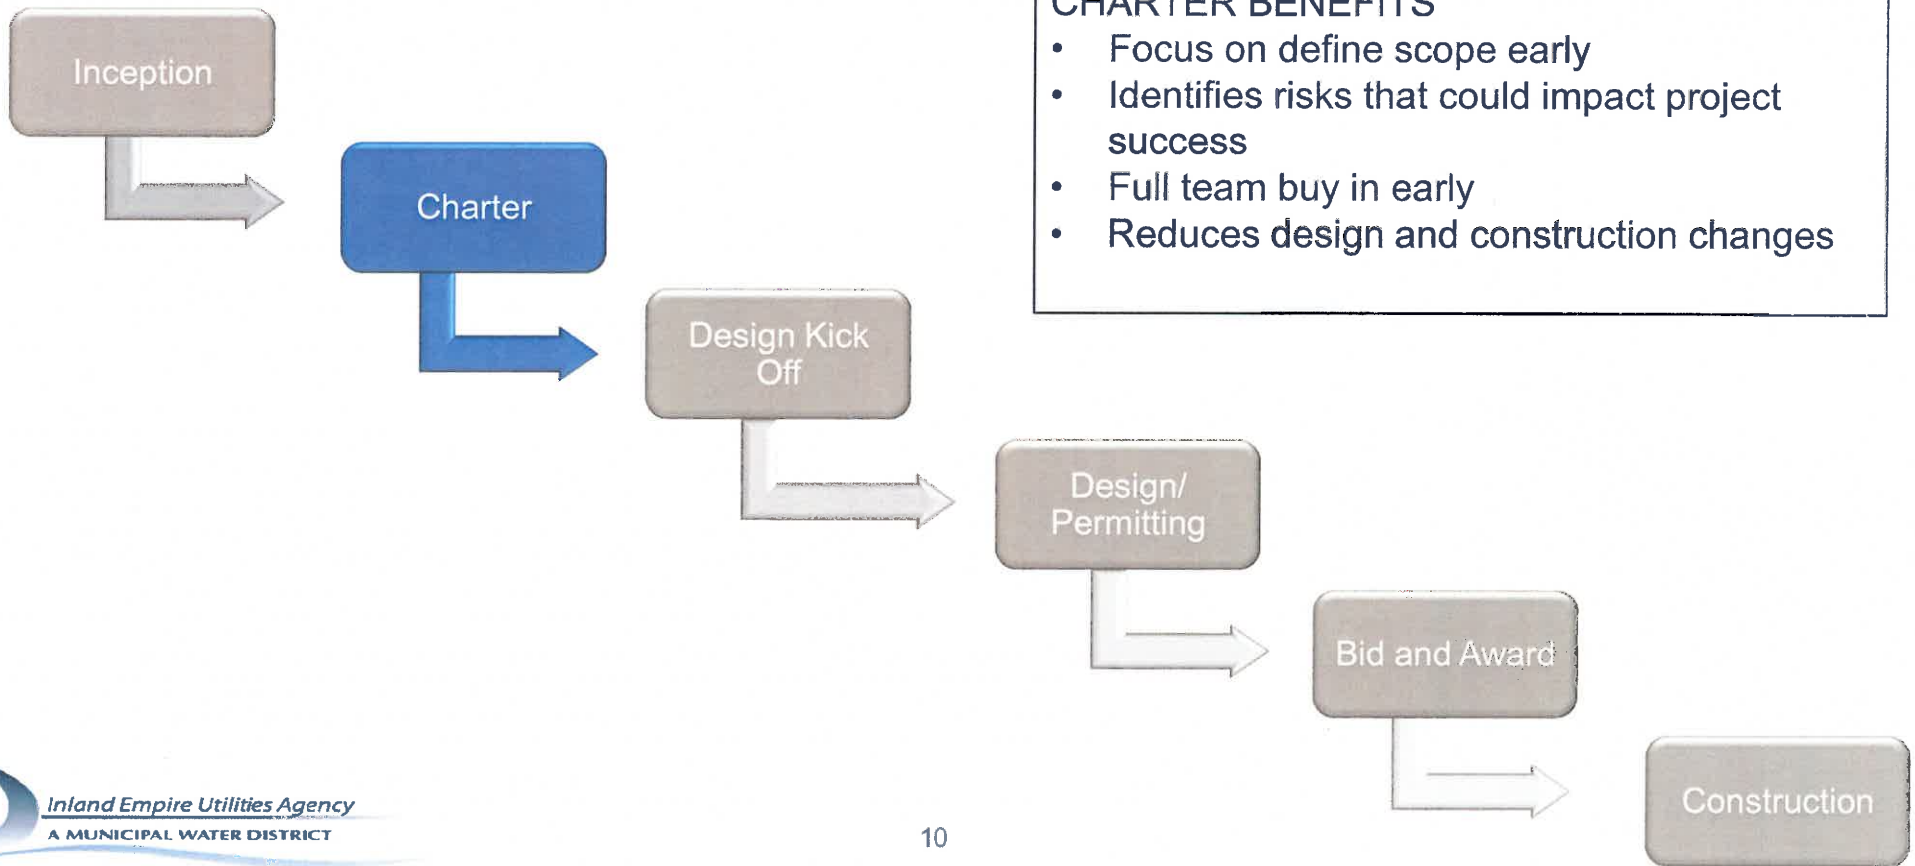 CHARTER BENEFITS
• Focus on define scope early
• Identifies risks that could impact project
success
• Full team buy in early
• Reduces design and construction changes
Inception
Charter
Design Kick
Off
Design/
Permitting
Bid and Award
Construction
Inland Empire Utilities Agency
A MUNICIPAL WATER DISTRICT
10